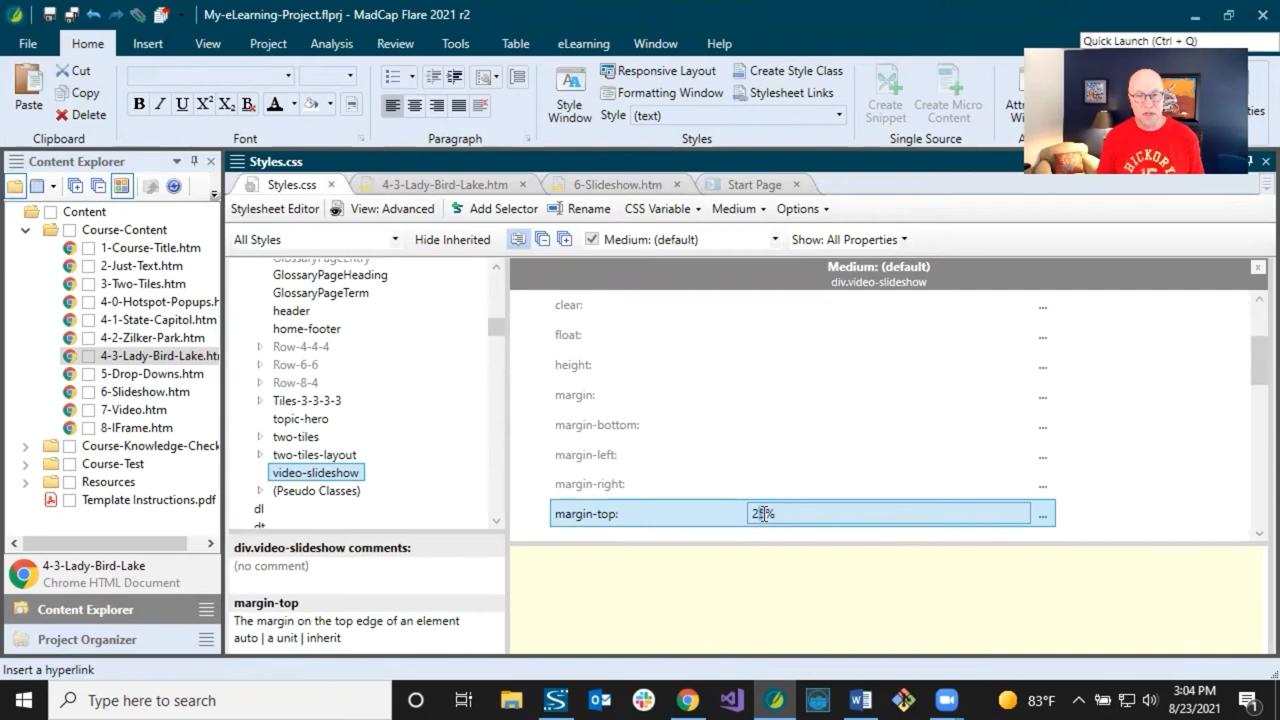 My-eLearning-Project.flprj - MadCap Flare 2021 r2
File Home Insert View Project Analysis Review Tools Table eLearning Window Help
Quick Launch (Ctrl + Q)
Paste
Cut
Copy
Delete
Clipboard
B I U X² X₂ B A
Font
Paragraph
Style Window
Responsive Layout
Formatting Window
Style (text)
Create Style Class
Stylesheet Links
Styles
Create Snippet
Create Micro Content
Single Source
Content Explorer
Content
Course-Content
1-Course-Title.htm
2-Just-Text.htm
3-Two-Tiles.htm
4-0-Hotspot-Popups.h
4-1-State-Capitol.htm
4-2-Zilker-Park.htm
4-3-Lady-Bird-Lake.ht
5-Drop-Downs.htm
6-Slideshow.htm
7-Video.htm
8-IFrame.htm
Course-Knowledge-Check
Course-Test
Resources
Template Instructions.pdf
4-3-Lady-Bird-Lake
Chrome HTML Document
Content Explorer
Project Organizer
Styles.css
Styles.css 4-3-Lady-Bird-Lake.htm 6-Slideshow.htm Start Page
Stylesheet Editor View: Advanced Add Selector Rename CSS Variable Medium Options
All Styles Hide Inherited Medium: (default) Show: All Properties
GlossaryPageEntry
GlossaryPageHeading
GlossaryPageTerm
header
home-footer
Row-4-4-4
Row-6-6
Row-8-4
Tiles-3-3-3-3
topic-hero
two-tiles
two-tiles-layout
video-slideshow
(Pseudo Classes)
dl
dt
div.video-slideshow comments:
(no comment)
margin-top
The margin on the top edge of an element
auto | a unit | inherit
Medium: (default)
div.video-slideshow
clear: ...
float: ...
height: ...
margin: ...
margin-bottom: ...
margin-left: ...
margin-right: ...
margin-top: ...
HICKORY
Insert a hyperlink
Type here to search
83°F
3:04 PM
8/23/2021